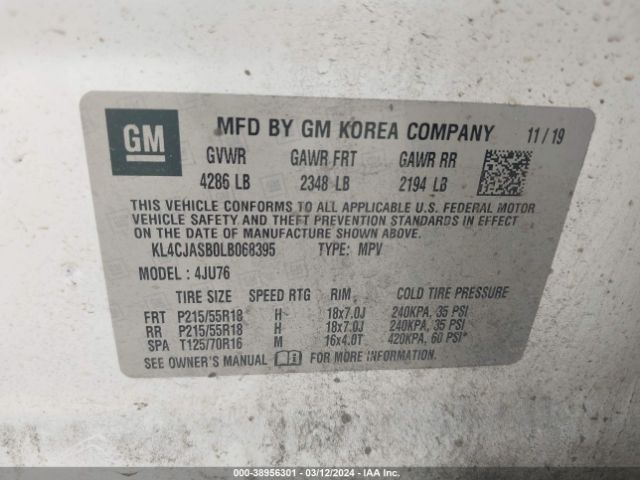 GM
MFD BY GM KOREA COMPANY 11/19
GVWR GAWR FRT GAWR RR
4286 LB 2348 LB 2194 LB
THIS VEHICLE CONFORMS TO ALL APPLICABLE U.S. FEDERAL MOTOR
VEHICLE SAFETY AND THEFT PREVENTION STANDARDS IN EFFECT
ON THE DATE OF MANUFACTURE SHOWN ABOVE.
KL4CJASB0LB068395 TYPE: MPV
MODEL: 4JU76
TIRE SIZE SPEED RTG RIM COLD TIRE PRESSURE
FRT P215/55R18 H 18x7.0J 240KPA, 35 PSI
RR P215/55R18 H 18x7.0J 240KPA, 35 PSI
SPA T125/70R16 M 16x4.0T 420KPA, 60 PSI*
SEE OWNER'S MANUAL FOR MORE INFORMATION.
000-38956301 - 03/12/2024 - IAA Inc.